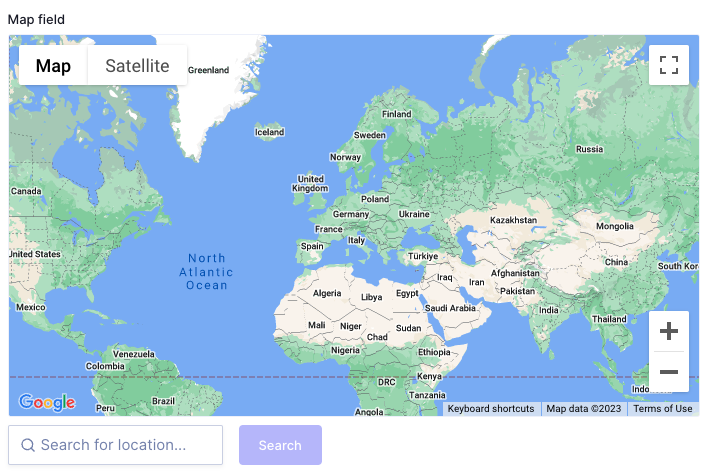 Map field
Map
Satellite
Greenland
Iceland
Finland
Sweden
Norway
Russia
United
Kingdom
Canada
Poland
Germany
Ukraine
Kazakhstan
France
Mongolia
Italy
Spain
United States
Türkiye
China
South Kor
North
Atlantic
Ocean
Iraq
Iran
Afghanistan
Pakistan
Algeria
Libya
Egypt
Saudi Arabia
India
Mexico
Mali
Niger
Chad
Sudan
Thailand
Nigeria
Ethiopia
Venezuela
Colombia
Kenya
DRC
Indo
Tanzania
Peru
Brazil
Angola
Google
Keyboard shortcuts
Map data ©2023
Terms of Use
Search for location...
Search